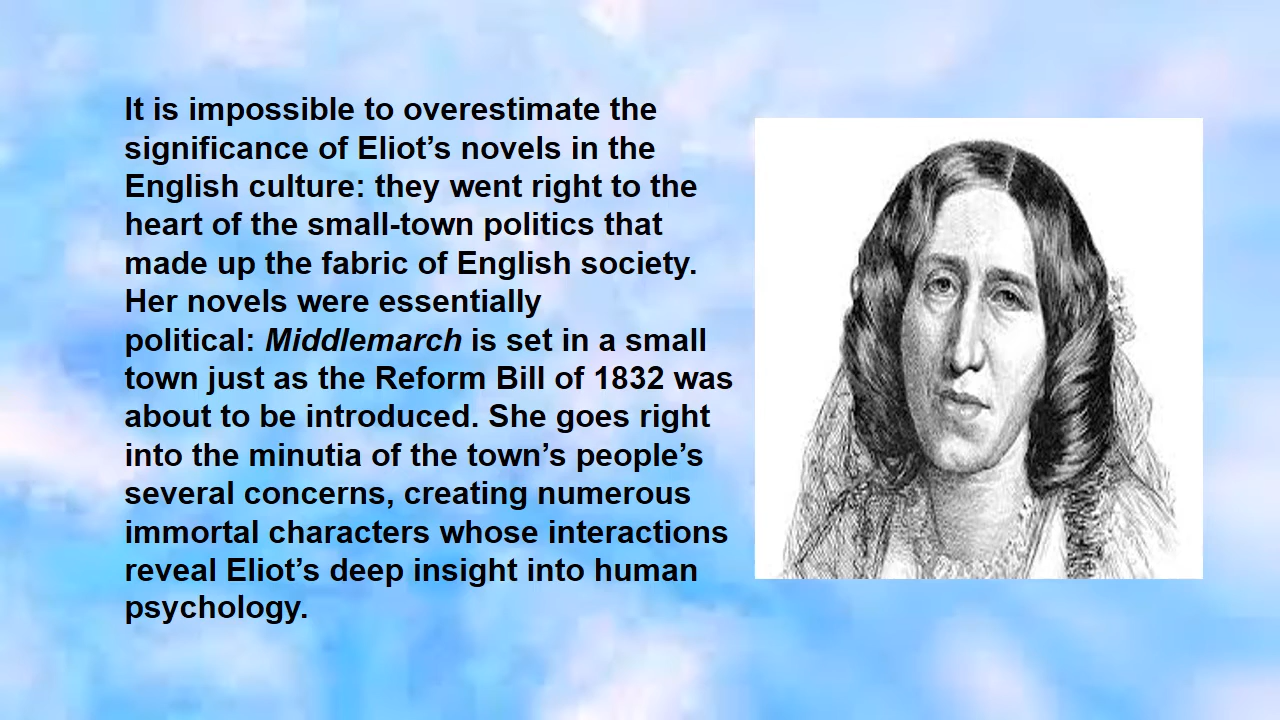 It is impossible to overestimate the
significance of Eliot’s novels in the
English culture: they went right to the
heart of the small-town politics that
made up the fabric of English society.
Her novels were essentially
political: Middlemarch is set in a small
town just as the Reform Bill of 1832 was
about to be introduced. She goes right
into the minutia of the town’s people’s
several concerns, creating numerous
immortal characters whose interactions
reveal Eliot’s deep insight into human
psychology.